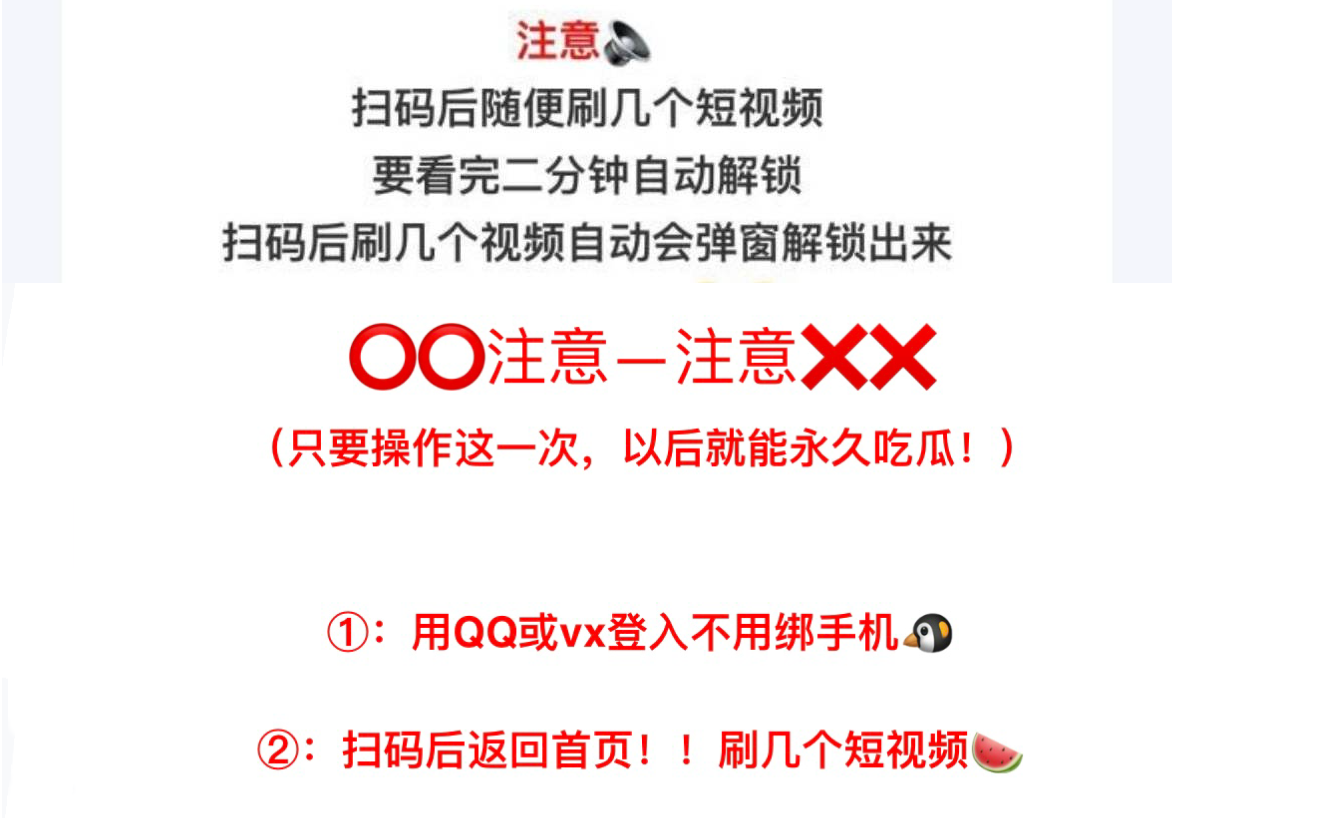 注意🔈
扫码后随便刷几个短视频
要看完二分钟自动解锁
扫码后刷几个视频自动会弹窗解锁出来
⭕⭕注意—注意❌❌
（只要操作这一次，以后就能永久吃瓜！）
①：用QQ或vx登入不用绑手机🐧
②：扫码后返回首页！！刷几个短视频🍉